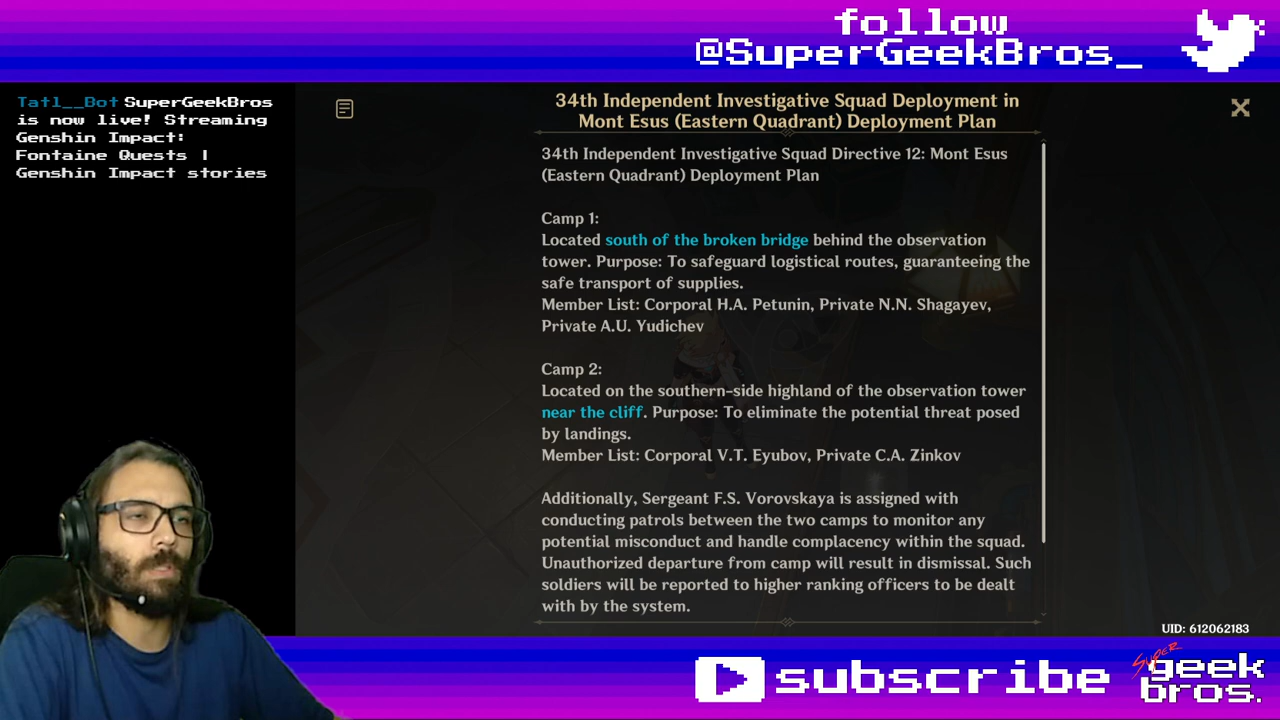 follow
@SuperGeekBros_
Tatl__Bot SuperGeekBros
is now live! Streaming
Genshin Impact:
Fontaine Quests |
Genshin Impact stories
34th Independent Investigative Squad Deployment in
Mont Esus (Eastern Quadrant) Deployment Plan
34th Independent Investigative Squad Directive 12: Mont Esus
(Eastern Quadrant) Deployment Plan
Camp 1:
Located south of the broken bridge behind the observation
tower. Purpose: To safeguard logistical routes, guaranteeing the
safe transport of supplies.
Member List: Corporal H.A. Petunin, Private N.N. Shagayev,
Private A.U. Yudichev
Camp 2:
Located on the southern-side highland of the observation tower
near the cliff. Purpose: To eliminate the potential threat posed
by landings.
Member List: Corporal V.T. Eyubov, Private C.A. Zinkov
Additionally, Sergeant F.S. Vorovskaya is assigned with
conducting patrols between the two camps to monitor any
potential misconduct and handle complacency within the squad.
Unauthorized departure from camp will result in dismissal. Such
soldiers will be reported to higher ranking officers to be dealt
with by the system.
UID: 612062183
subscribe
SUPER
geek
bros.